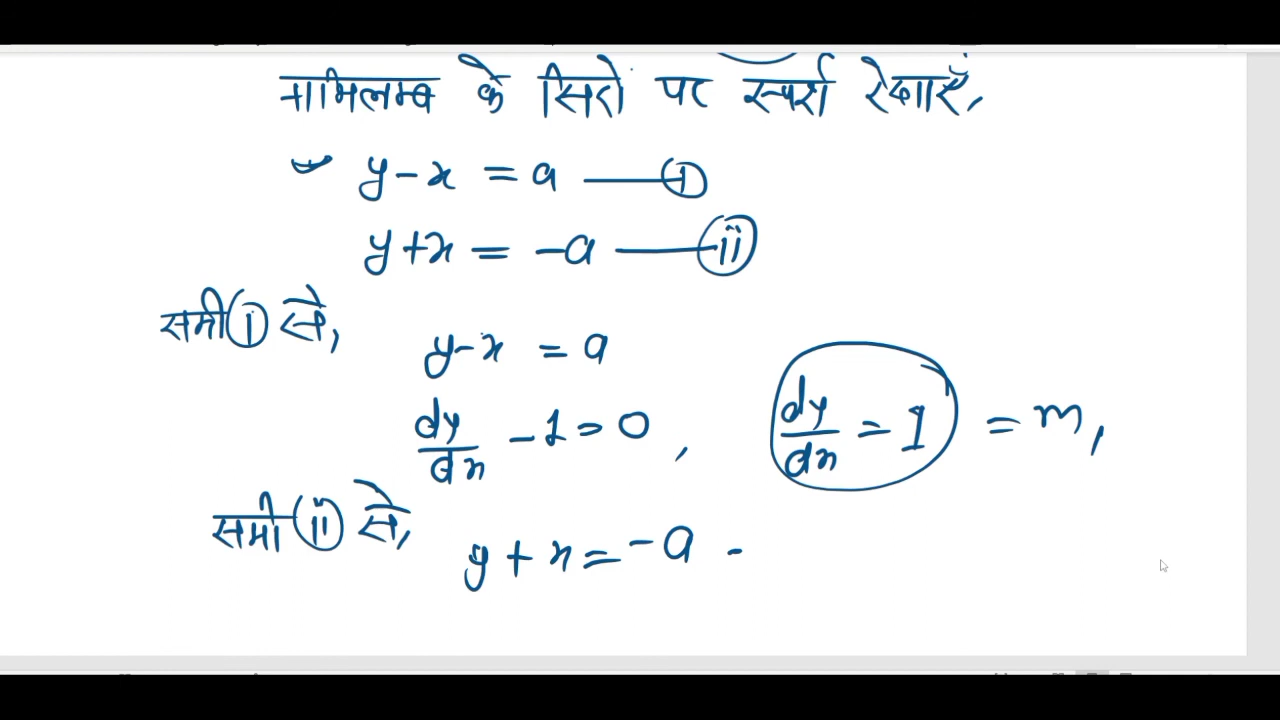 नाभिलम्ब के सिरो पर स्पर्श रेखाएँ,
y - x = a —— (i)
y + x = -a —— (ii)
समी (i) से,
y - x = a
dy/dx - 1 = 0, dy/dx = 1 = m,
समी (ii) से,
y + x = -a -